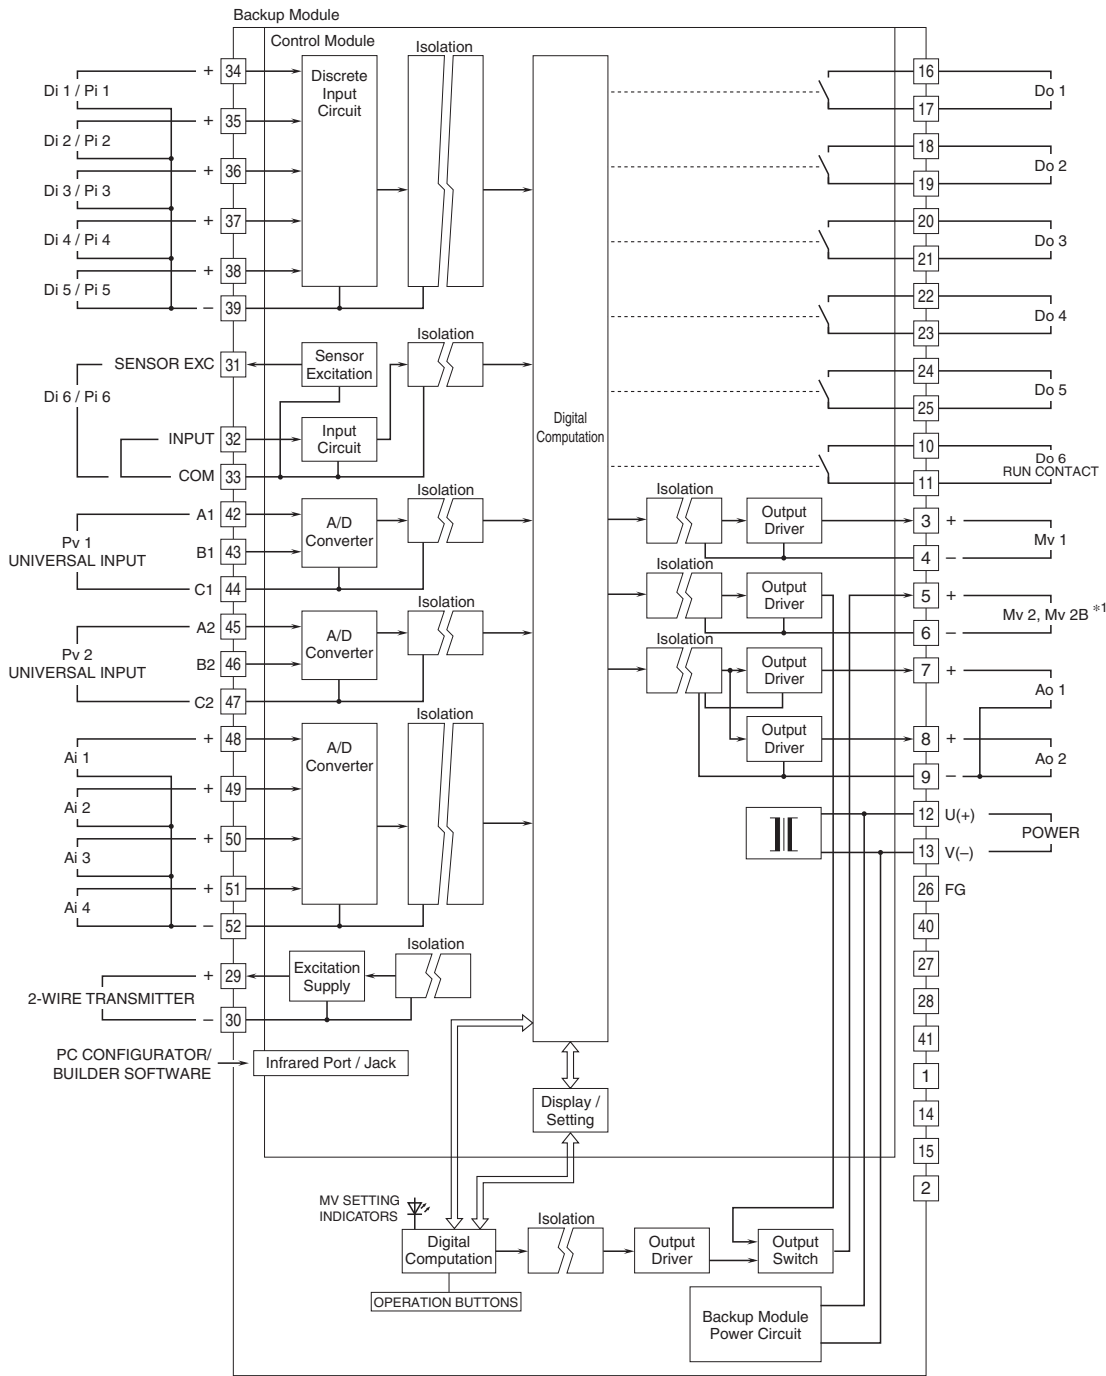 Backup Module
Control Module
Isolation
Discrete
Input
Circuit
Di 1 / Pi 1
+ 34
Di 2 / Pi 2
+ 35
Di 3 / Pi 3
+ 36
Di 4 / Pi 4
+ 37
Di 5 / Pi 5
+ 38
− 39
Isolation
SENSOR EXC 31
Sensor
Excitation
Di 6 / Pi 6
INPUT 32
Input
Circuit
COM 33
Isolation
A1 42
A/D
Converter
Pv 1
UNIVERSAL INPUT
B1 43
C1 44
Isolation
A2 45
A/D
Converter
Pv 2
UNIVERSAL INPUT
B2 46
C2 47
Isolation
+ 48
A/D
Converter
Ai 1
+ 49
Ai 2
+ 50
Ai 3
+ 51
Ai 4
− 52
Isolation
+ 29
Excitation
Supply
2-WIRE TRANSMITTER
− 30
PC CONFIGURATOR/
BUILDER SOFTWARE
Infrared Port / Jack
Digital
Computation
Display /
Setting
16
Do 1
17
18
Do 2
19
20
Do 3
21
22
Do 4
23
24
Do 5
25
10
Do 6
RUN CONTACT
11
Isolation
Output
Driver
3 +
Mv 1
4 −
Isolation
Output
Driver
5 +
Mv 2, Mv 2B *1
6 −
Isolation
Output
Driver
7 +
Ao 1
Output
Driver
8 +
Ao 2
9 −
12 U(+)
POWER
13 V(−)
26 FG
40
27
28
41
1
14
15
2
MV SETTING
INDICATORS
Digital
Computation
OPERATION BUTTONS
Isolation
Output
Driver
Output
Switch
Backup Module
Power Circuit